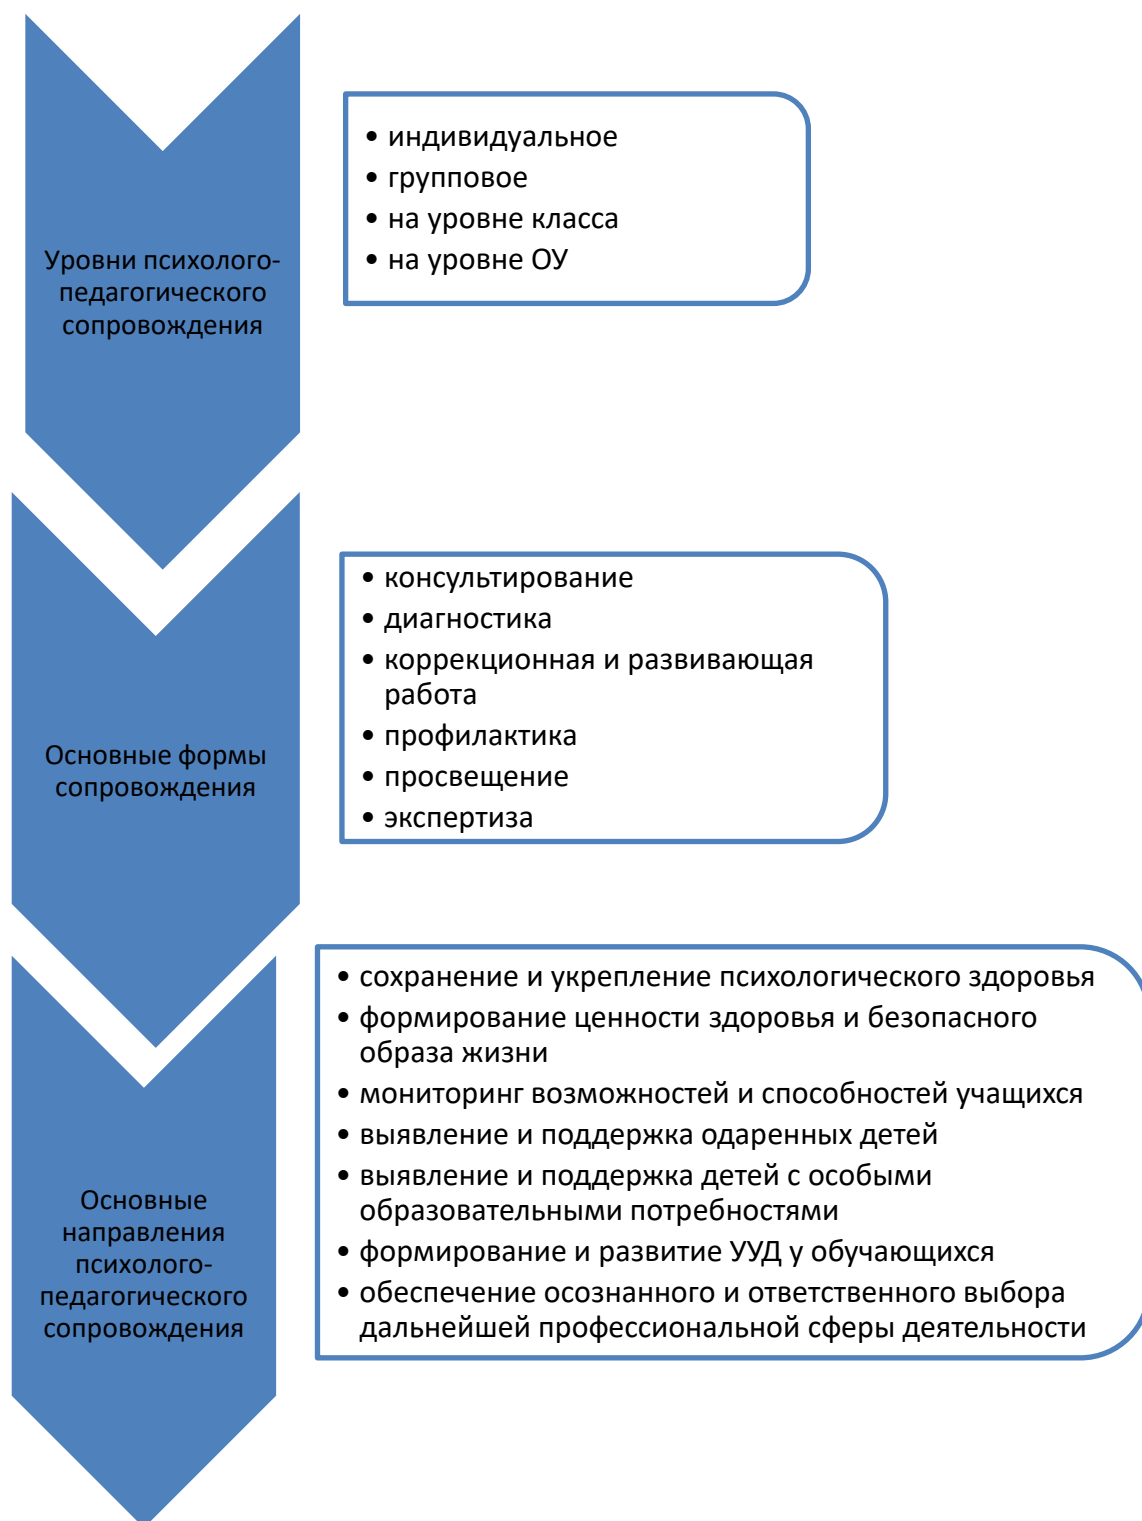 Уровни психолого-
педагогического
сопровождения
• индивидуальное
• групповое
• на уровне класса
• на уровне ОУ
Основные формы
сопровождения
• консультирование
• диагностика
• коррекционная и развивающая
работа
• профилактика
• просвещение
• экспертиза
Основные
направления
психолого-
педагогического
сопровождения
• сохранение и укрепление психологического здоровья
• формирование ценности здоровья и безопасного
образа жизни
• мониторинг возможностей и способностей учащихся
• выявление и поддержка одаренных детей
• выявление и поддержка детей с особыми
образовательными потребностями
• формирование и развитие УУД у обучающихся
• обеспечение осознанного и ответственного выбора
дальнейшей профессиональной сферы деятельности